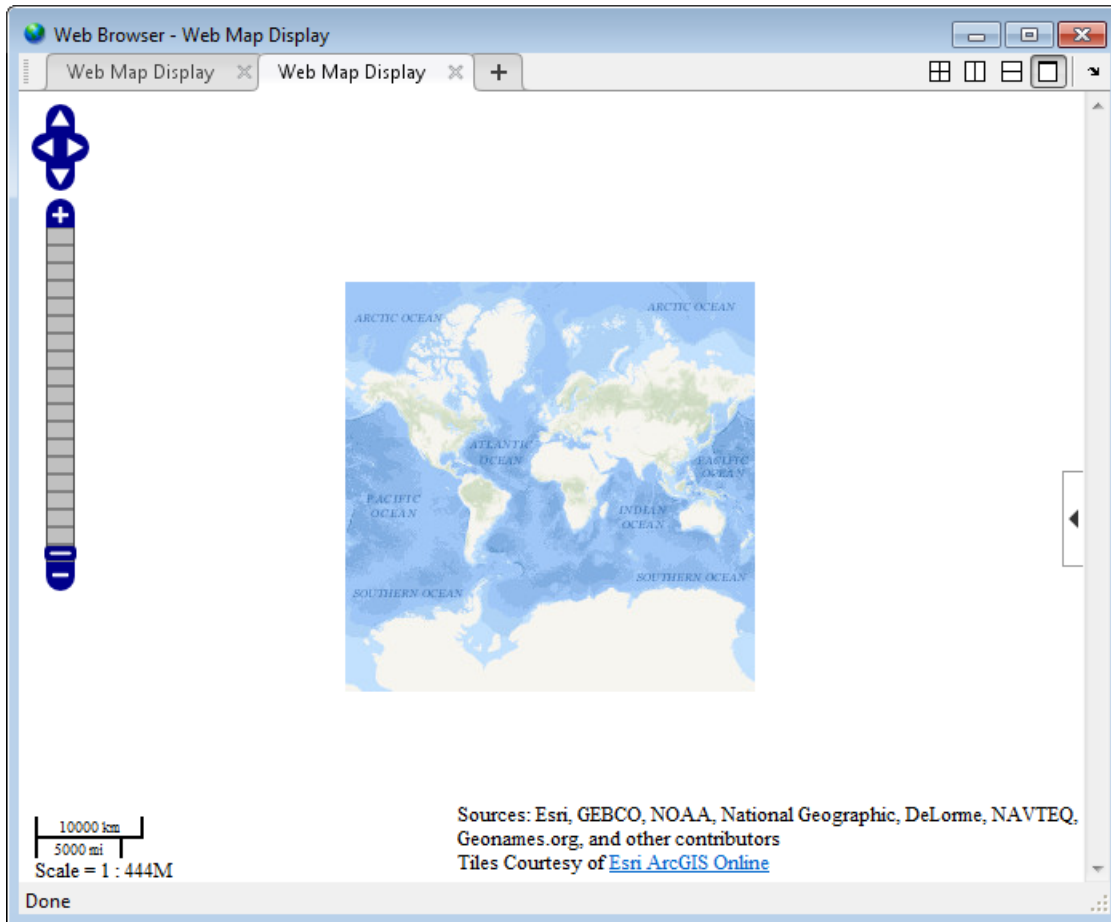 Web Browser - Web Map Display
Web Map Display
Web Map Display
ARCTIC OCEAN
ARCTIC OCEAN
ATLANTIC
OCEAN
PACIFIC
OCEAN
PACIFIC
OCEAN
INDIAN
OCEAN
SOUTHERN OCEAN
SOUTHERN OCEAN
10000 km
5000 mi
Scale = 1 : 444M
Sources: Esri, GEBCO, NOAA, National Geographic, DeLorme, NAVTEQ,
Geonames.org, and other contributors
Tiles Courtesy of Esri ArcGIS Online
Done